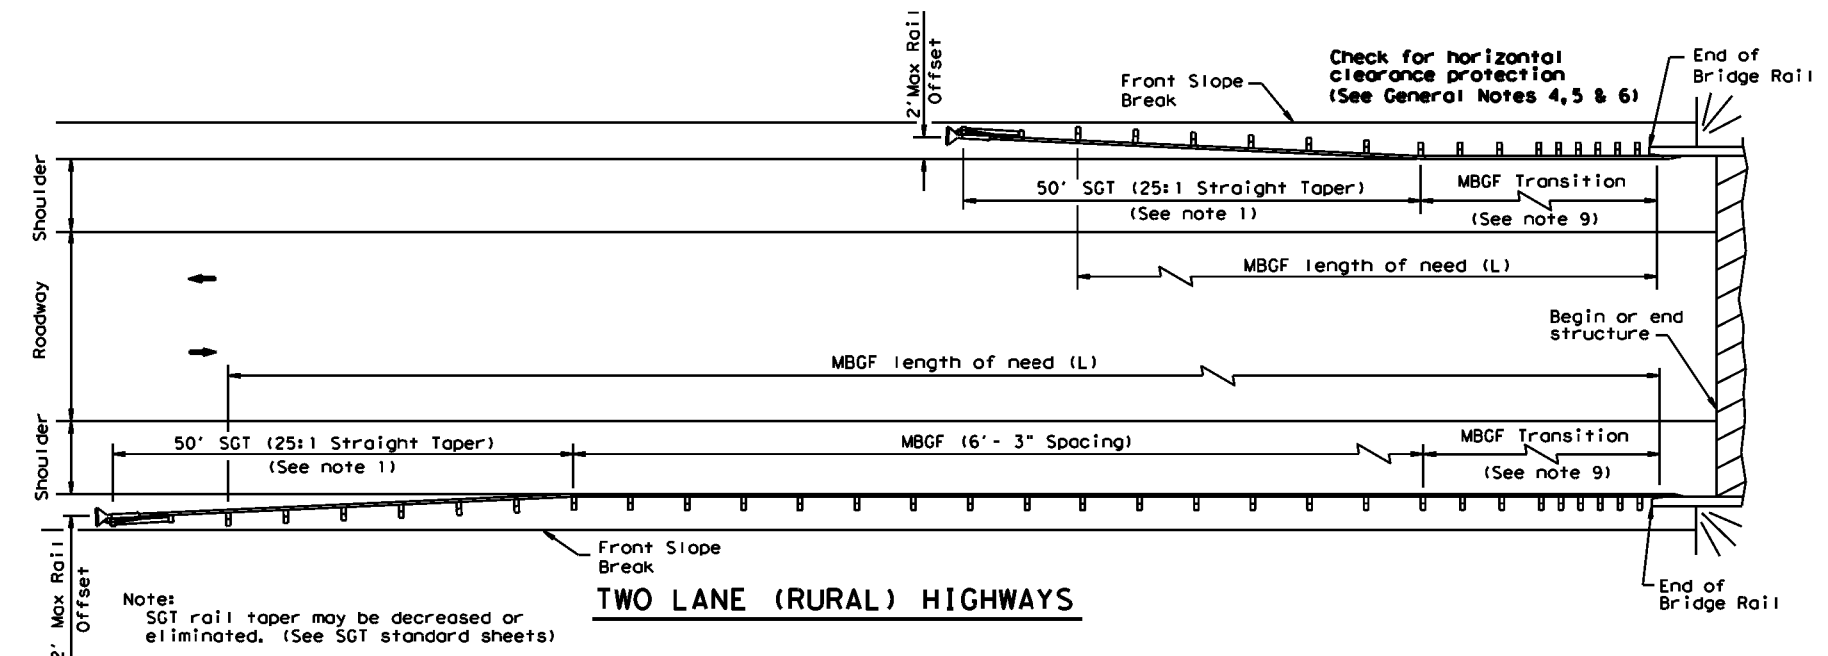 2' Max Rail
Offset
Front Slope
Break
Check for horizontal
clearance protection
(See General Notes 4,5 & 6)
End of
Bridge Rail
Shoulder
50' SGT (25:1 Straight Taper)
(See note 1)
MBGF Transition
(See note 9)
MBGF length of need (L)
Roadway
Begin or end
structure
MBGF length of need (L)
Shoulder
50' SGT (25:1 Straight Taper)
(See note 1)
MBGF (6'- 3" Spacing)
MBGF Transition
(See note 9)
2' Max Rail
Offset
Front Slope
Break
End of
Bridge Rail
Note:
SGT rail taper may be decreased or
eliminated. (See SGT standard sheets)
TWO LANE (RURAL) HIGHWAYS